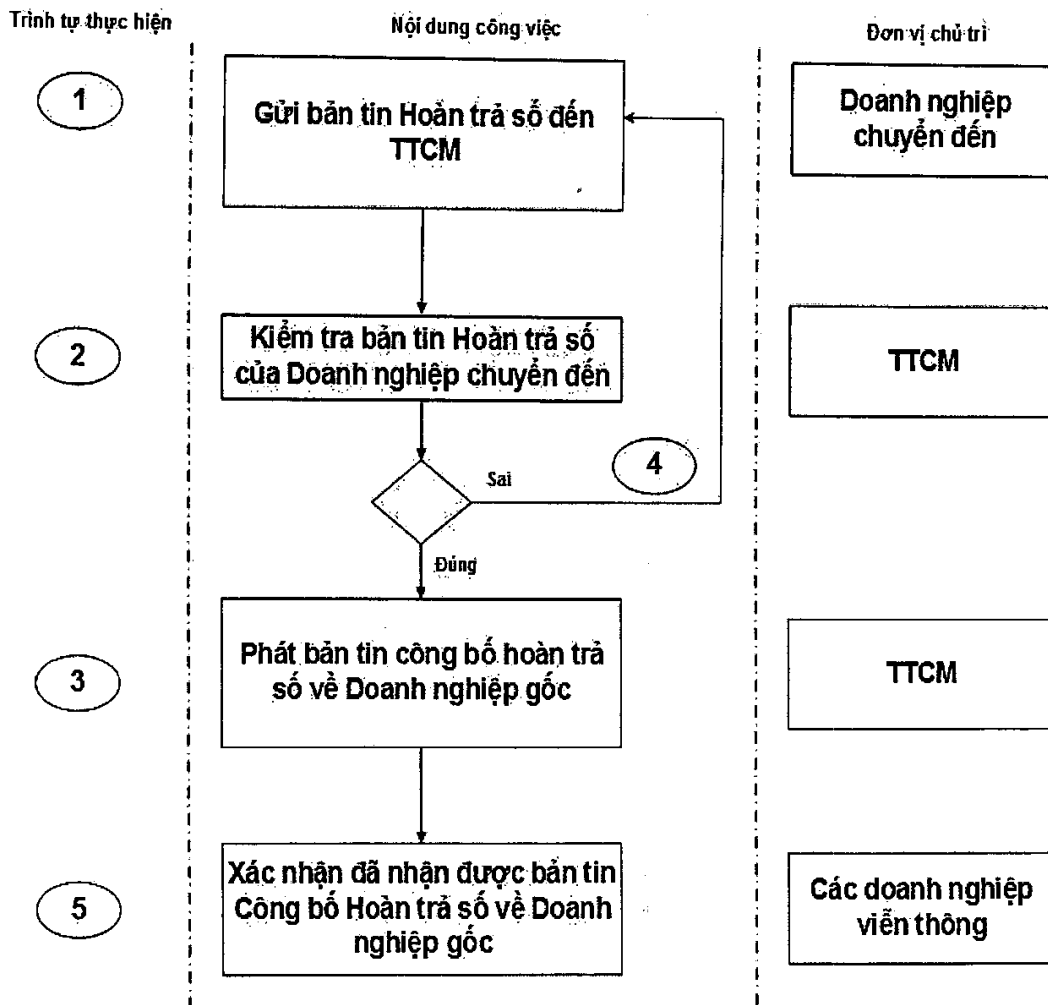 Trình tự thực hiện
Nội dung công việc
Đơn vị chủ trì
1
Gửi bản tin Hoàn trả số đến
TTCM
Doanh nghiệp
chuyển đến
2
Kiểm tra bản tin Hoàn trả số
của Doanh nghiệp chuyển đến
TTCM
4
Sai
Đúng
3
Phát bản tin công bố hoàn trả
số về Doanh nghiệp gốc
TTCM
5
Xác nhận đã nhận được bản tin
Công bố Hoàn trả số về Doanh
nghiệp gốc
Các doanh nghiệp
viễn thông